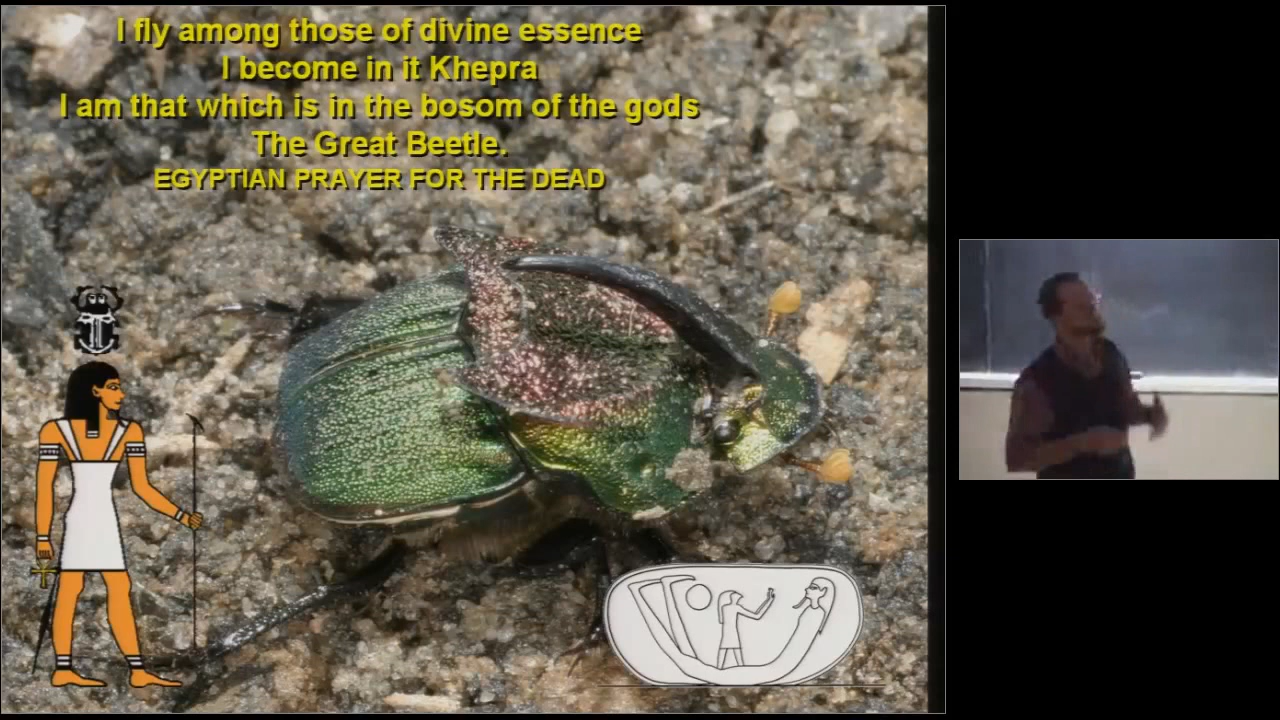 I fly among those of divine essence
I become in it Khepra
I am that which is in the bosom of the gods
The Great Beetle.
EGYPTIAN PRAYER FOR THE DEAD